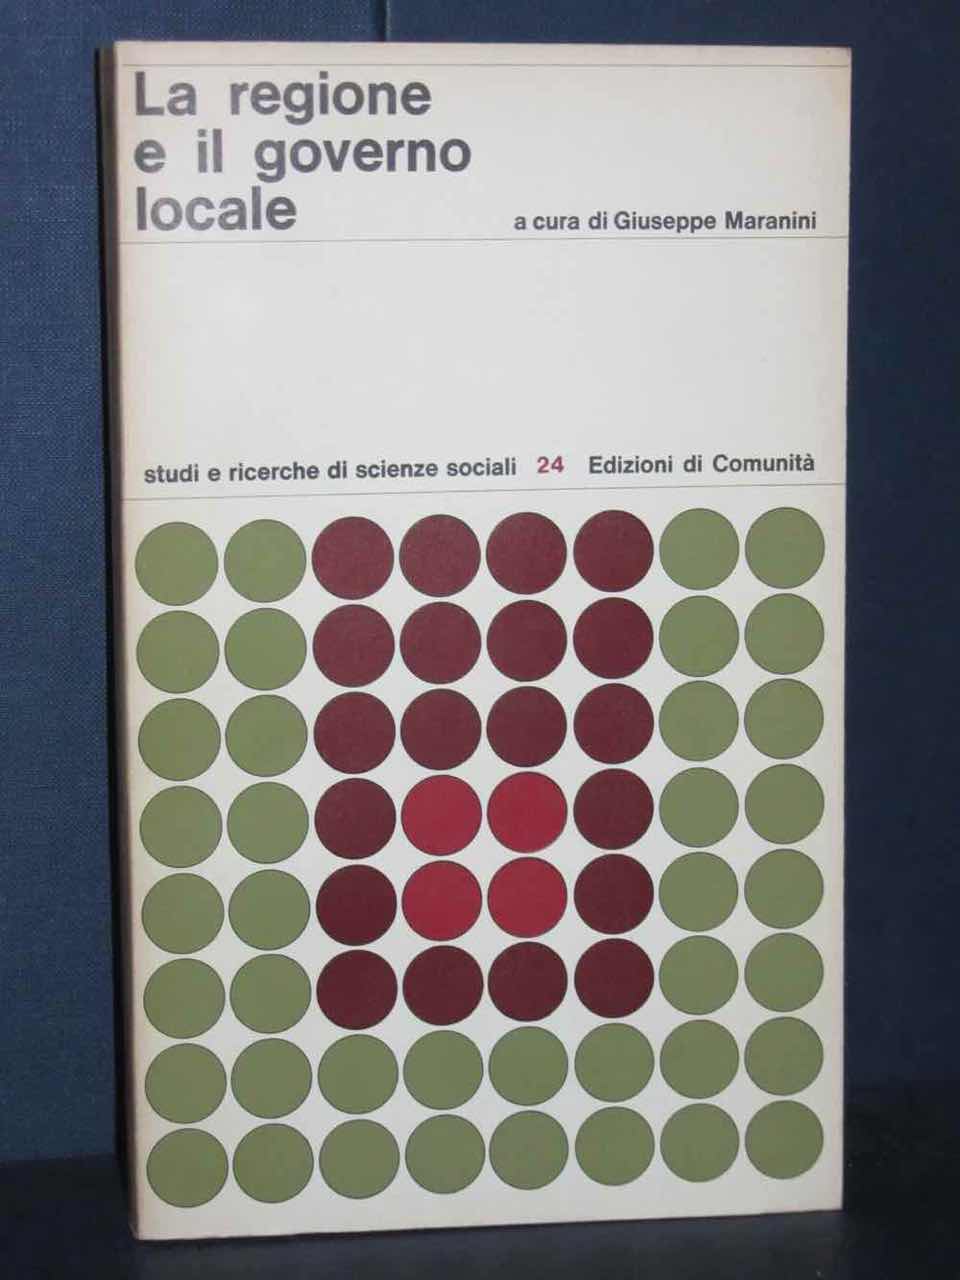 La regione
e il governo
locale
a cura di Giuseppe Maranini
studi e ricerche di scienze sociali 24 Edizioni di Comunità